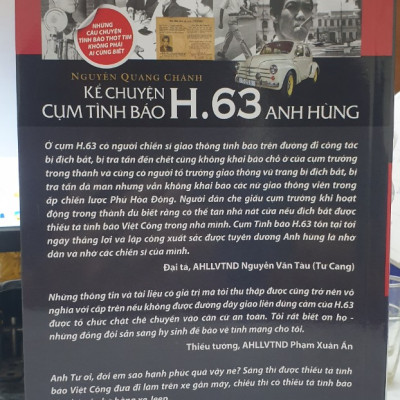 NHỮNG
CÂU CHUYỆN
TÌNH BÁO THỢT TIM
KHÔNG PHẢI
AI CŨNG BIẾT
NGUYỄN QUANG CHÁNH
KỂ CHUYỆN
CỤM TÌNH BÁO H.63 ANH HÙNG
Ở cụm H.63 có người chiến sĩ giao thông tình báo trên đường đi công tác
bị địch bắt, bị tra tấn đến chết cũng không khai báo chỗ ở của cụm trưởng
trong thành và cũng có người tổ trưởng giao thông vũ trang bị địch bắt, bị
tra tấn dã man nhưng vẫn không khai báo các nữ giao thông viên trong
ấp chiến lược Phú Hòa Đông. Người dân che giấu cụm trưởng khi hoạt
động trong thành dù biết rằng có thể tan nhà nát cửa nếu địch bắt được
thiếu tá tình báo Việt Cộng trong nhà mình. Cụm Tình báo H.63 tồn tại tới
ngày thắng lợi và lập công xuất sắc được tuyên dương Anh hùng là nhờ
dân và nhờ các chiến sĩ của mình.
Đại tá, AHLLVTND Nguyễn Văn Tàu (Tư Cang)
Những thông tin và tài liệu có giá trị mà tôi thu thập được cũng trở nên vô
nghĩa với cấp trên nếu không được đường dây giao liên dũng cảm của H.63
được tổ chức chặt chẽ chuyển vào căn cứ an toàn. Tôi rất biết ơn họ -
những đồng đội sẵn sàng hy sinh để bảo vệ tính mạng cho tôi.
Thiếu tướng, AHLLVTND Phạm Xuân Ẩn
Anh Tư ơi, đời em sao hạnh phúc quá vậy nè? Sáng thì được thiếu tá tình
báo Việt Cộng đưa đi làm trên xe gắn máy, chiều thì có thiếu tá tình báo